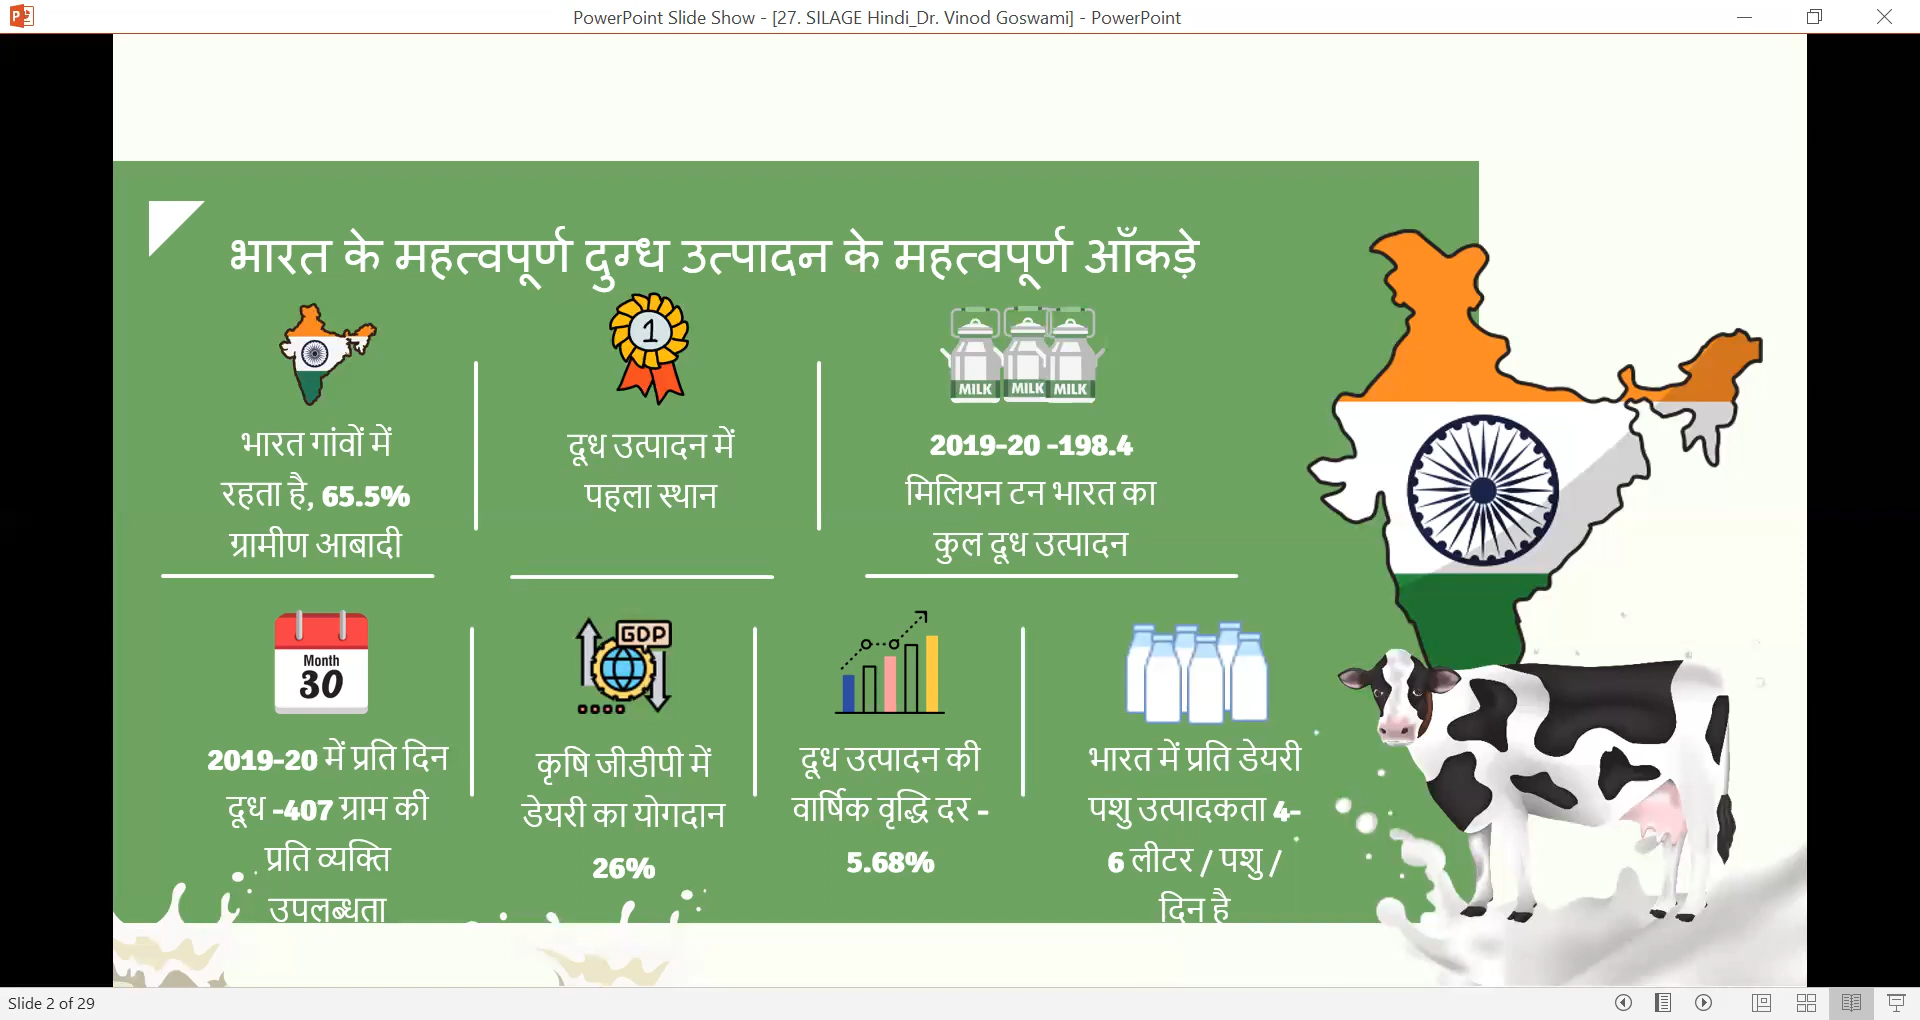 PowerPoint Slide Show - [27. SILAGE Hindi_Dr. Vinod Goswami] - PowerPoint
भारत के महत्वपूर्ण दुग्ध उत्पादन के महत्वपूर्ण आँकड़े
1
MILK MILK MILK
भारत गांवों में
रहता है, 65.5%
ग्रामीण आबादी
दूध उत्पादन में
पहला स्थान
2019-20 -198.4
मिलियन टन भारत का
कुल दूध उत्पादन
Month
30
2019-20 में प्रति दिन
दूध -407 ग्राम की
प्रति व्यक्ति
उपलब्धता
GDP
कृषि जीडीपी में
डेयरी का योगदान
26%
दूध उत्पादन की
वार्षिक वृद्धि दर -
5.68%
भारत में प्रति डेयरी
पशु उत्पादकता 4-
6 लीटर / पशु /
दिन है
Slide 2 of 29